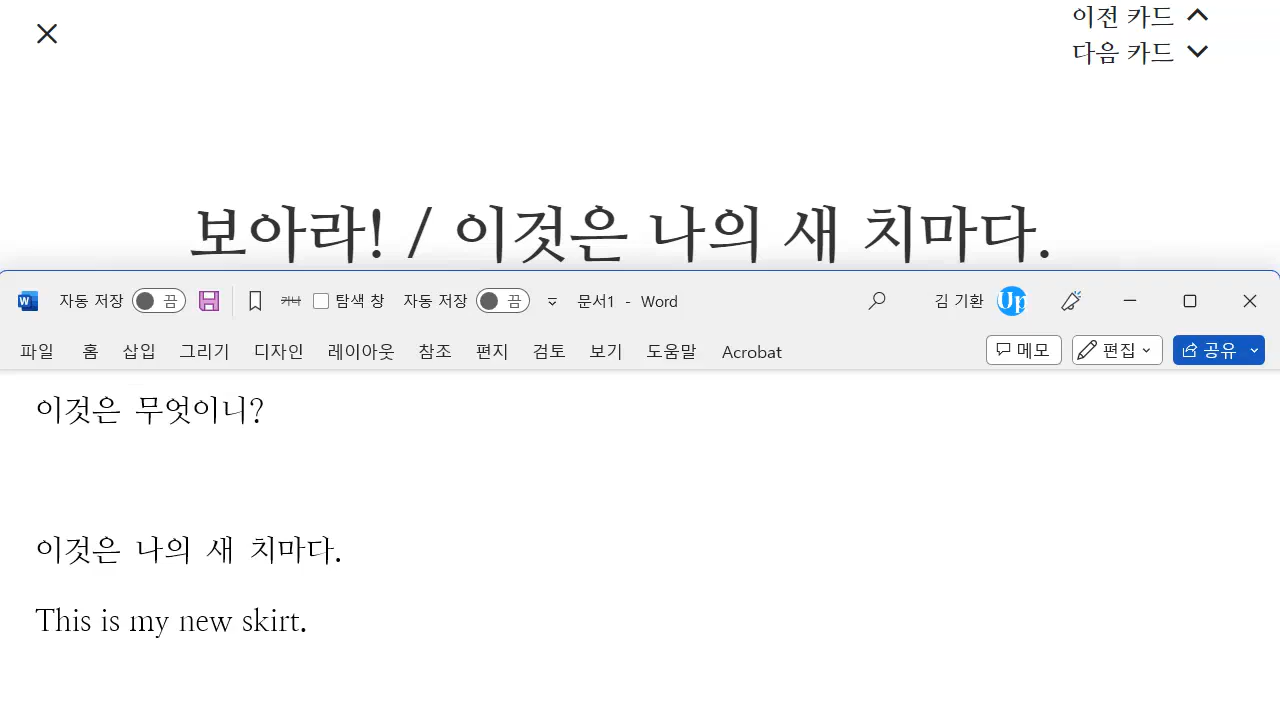 이전 카드
다음 카드
보아라! / 이것은 나의 새 치마다.
자동 저장 끔 가나 탐색 창 자동 저장 끔 문서1 - Word 김 기환 Up
파일 홈 삽입 그리기 디자인 레이아웃 참조 편지 검토 보기 도움말 Acrobat 메모 편집 공유
이것은 무엇이니?
이것은 나의 새 치마다.
This is my new skirt.